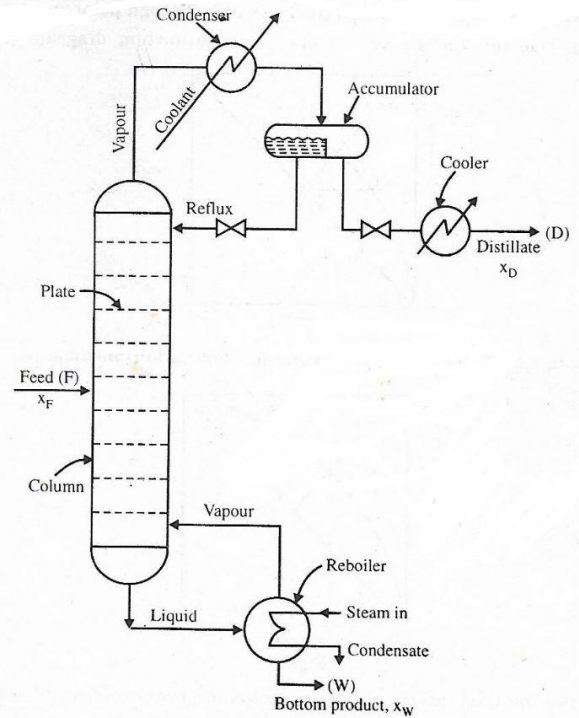 Condenser
Coolant
Vapour
Accumulator
Cooler
Reflux
(D)
Distillate
x_D
Plate
Feed (F)
x_F
Column
Vapour
Reboiler
Liquid
Steam in
Condensate
(W)
Bottom product, x_W